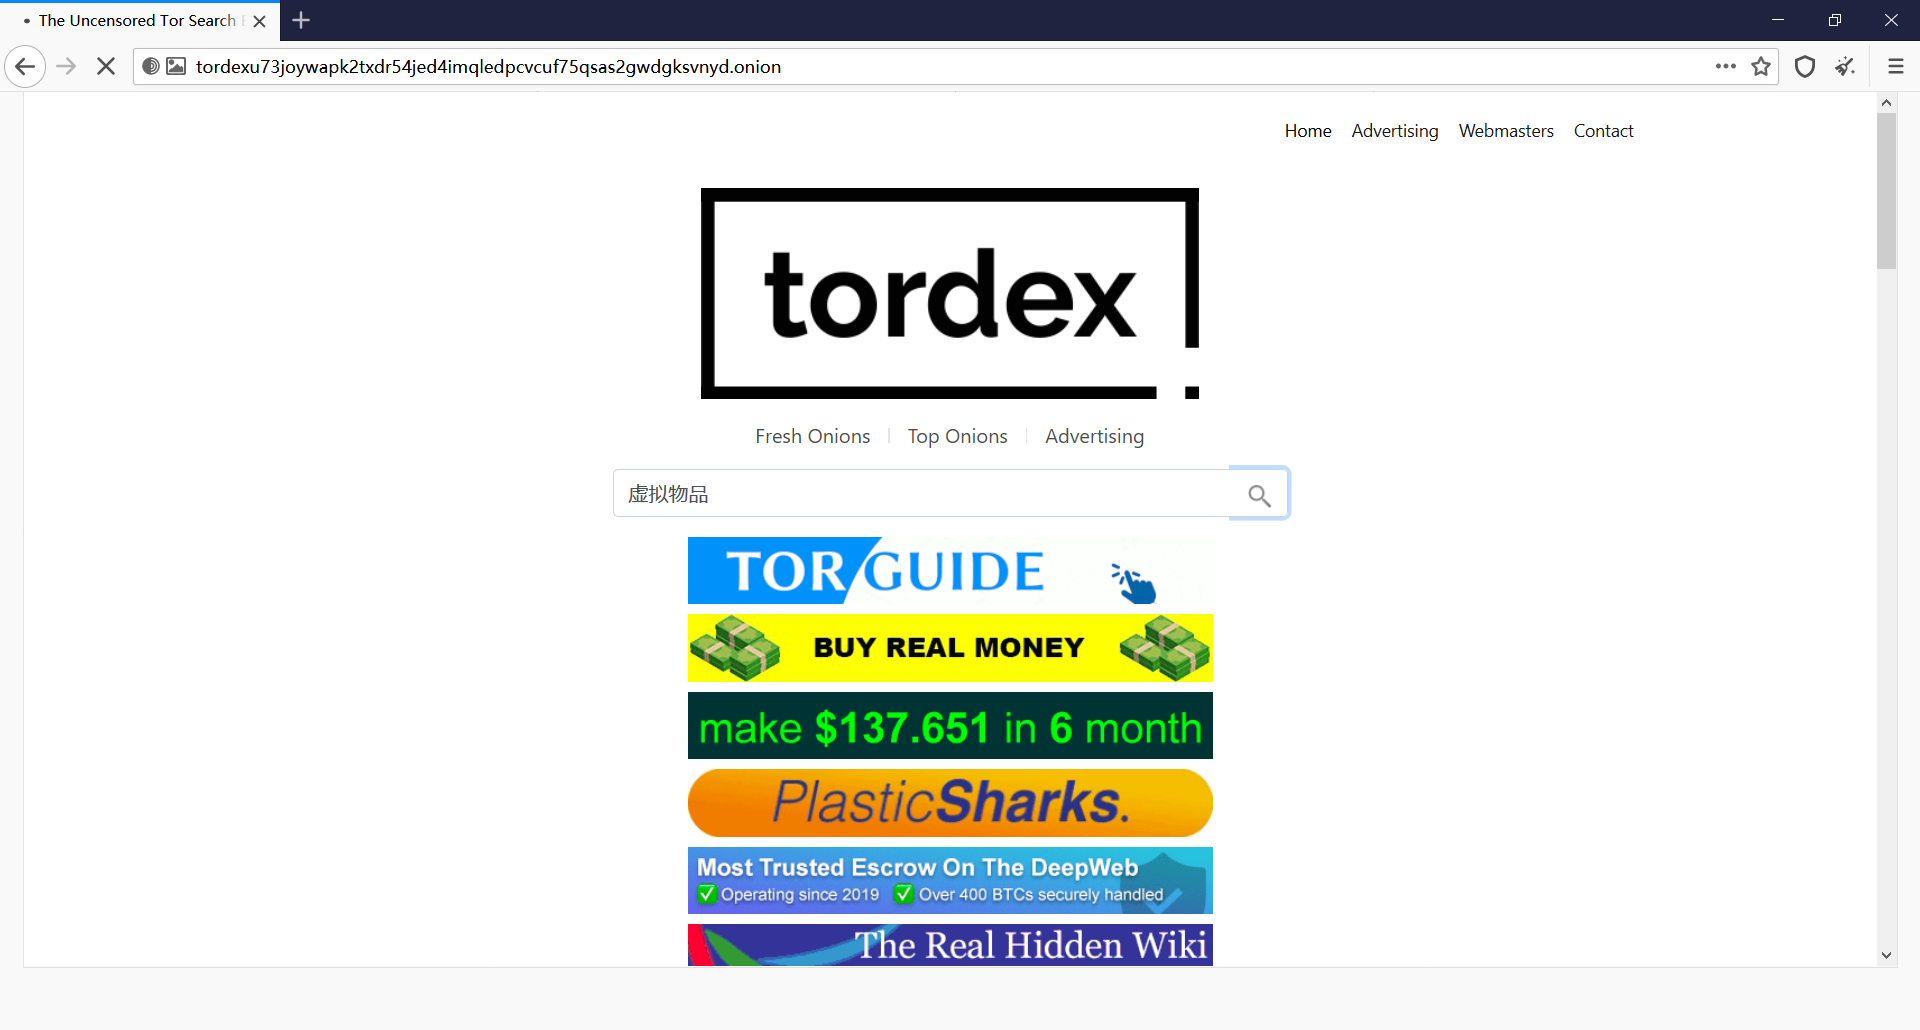 The Uncensored Tor Search
tordexu73joywapk2txdr54jed4imqledpcvcuf75qsas2gwdgksvnyd.onion
Home Advertising Webmasters Contact
tordex
Fresh Onions Top Onions Advertising
虚拟物品
TOR GUIDE
BUY REAL MONEY
make $137.651 in 6 month
PlasticSharks.
Most Trusted Escrow On The DeepWeb
Operating since 2019 Over 400 BTCs securely handled
The Real Hidden Wiki